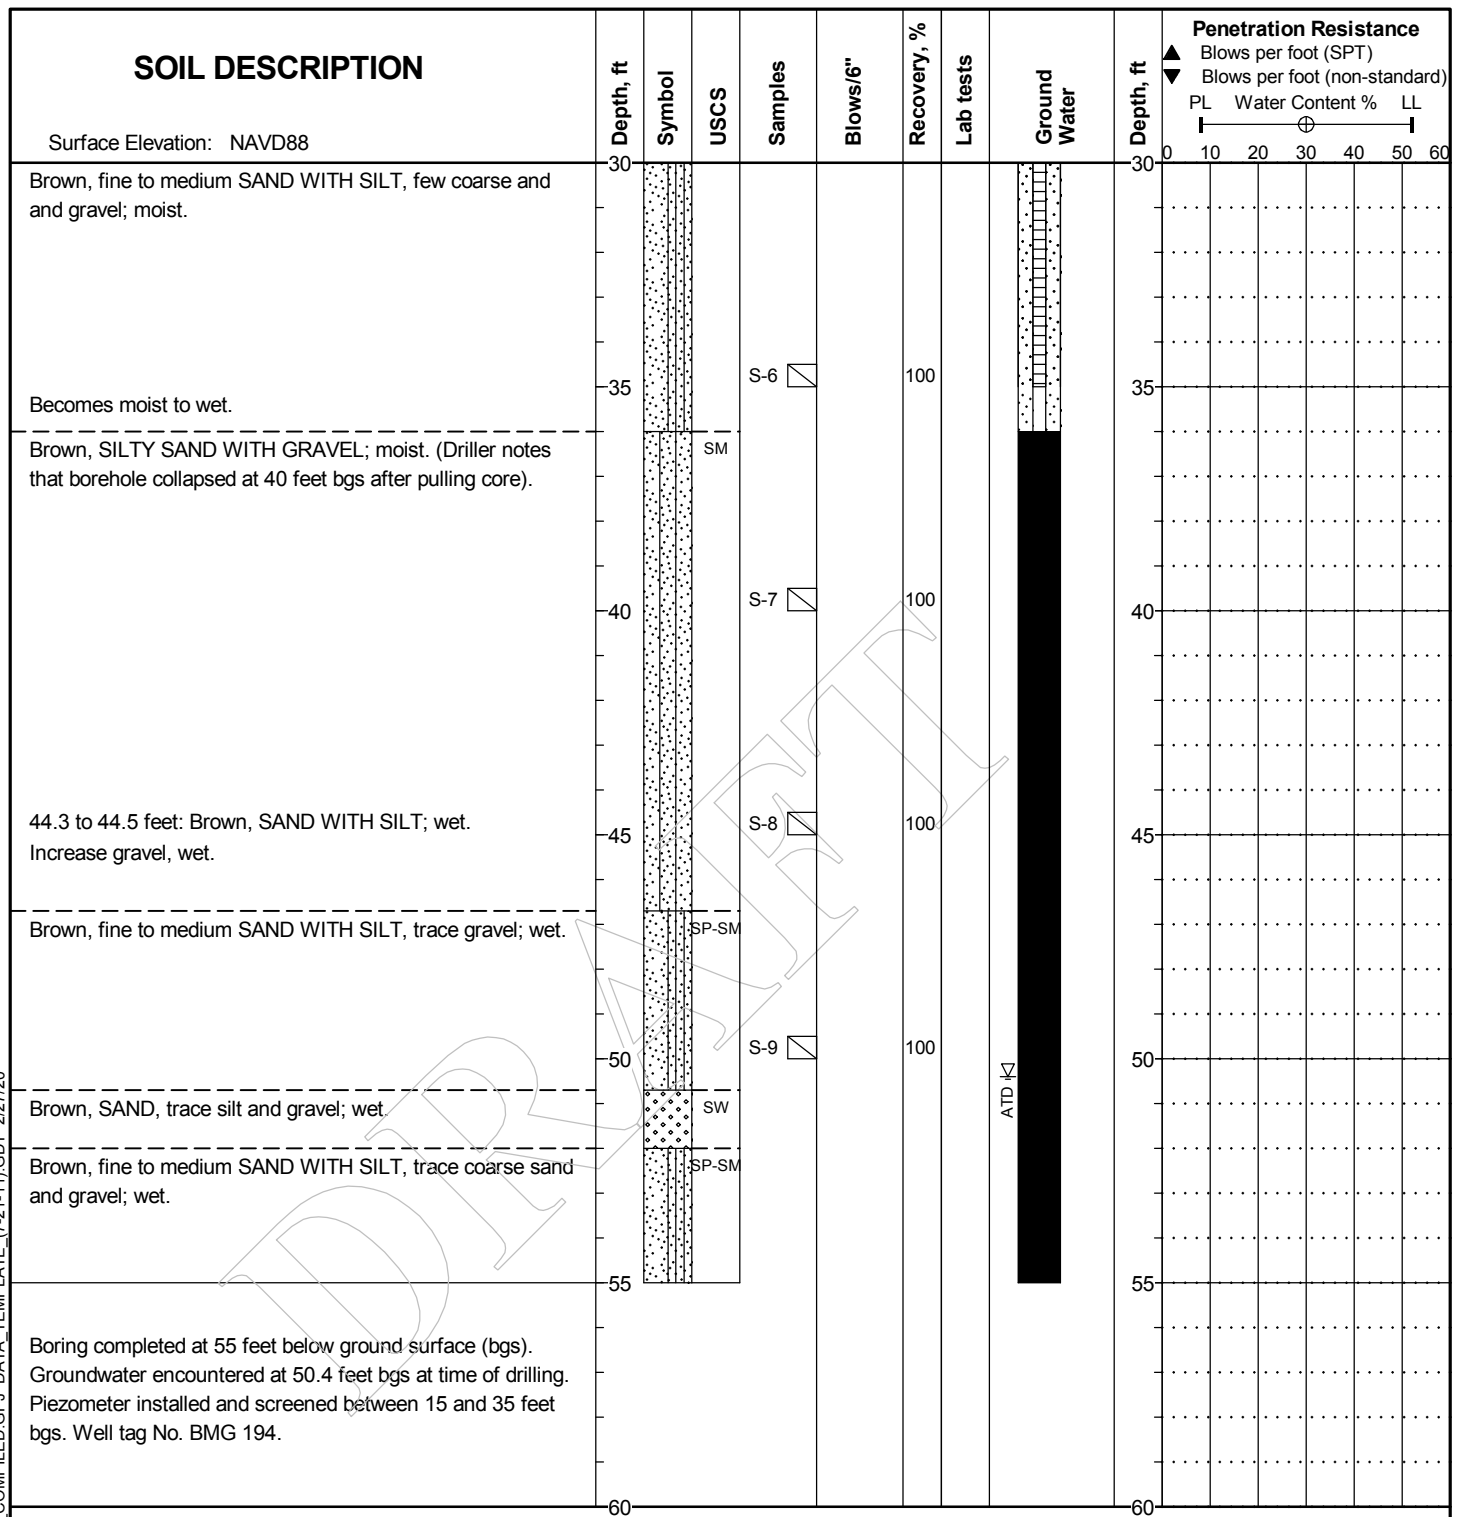 SOIL DESCRIPTION
Surface Elevation: NAVD88
Depth, ft
Symbol
USCS
Samples
Blows/6"
Recovery, %
Lab tests
Ground
Water
Depth, ft
Penetration Resistance
▲ Blows per foot (SPT)
▼ Blows per foot (non-standard)
PL Water Content % LL
0 10 20 30 40 50 60
30
30
Brown, fine to medium SAND WITH SILT, few coarse and
and gravel; moist.
S-6
100
35
35
Becomes moist to wet.
Brown, SILTY SAND WITH GRAVEL; moist. (Driller notes
that borehole collapsed at 40 feet bgs after pulling core).
SM
S-7
100
40
40
44.3 to 44.5 feet: Brown, SAND WITH SILT; wet.
Increase gravel, wet.
S-8
100
45
45
Brown, fine to medium SAND WITH SILT, trace gravel; wet.
SP-SM
S-9
100
50
50
ATD
Brown, SAND, trace silt and gravel; wet.
SW
Brown, fine to medium SAND WITH SILT, trace coarse sand
and gravel; wet.
SP-SM
55
55
Boring completed at 55 feet below ground surface (bgs).
Groundwater encountered at 50.4 feet bgs at time of drilling.
Piezometer installed and screened between 15 and 35 feet
bgs. Well tag No. BMG 194.
60
60
DRAFT